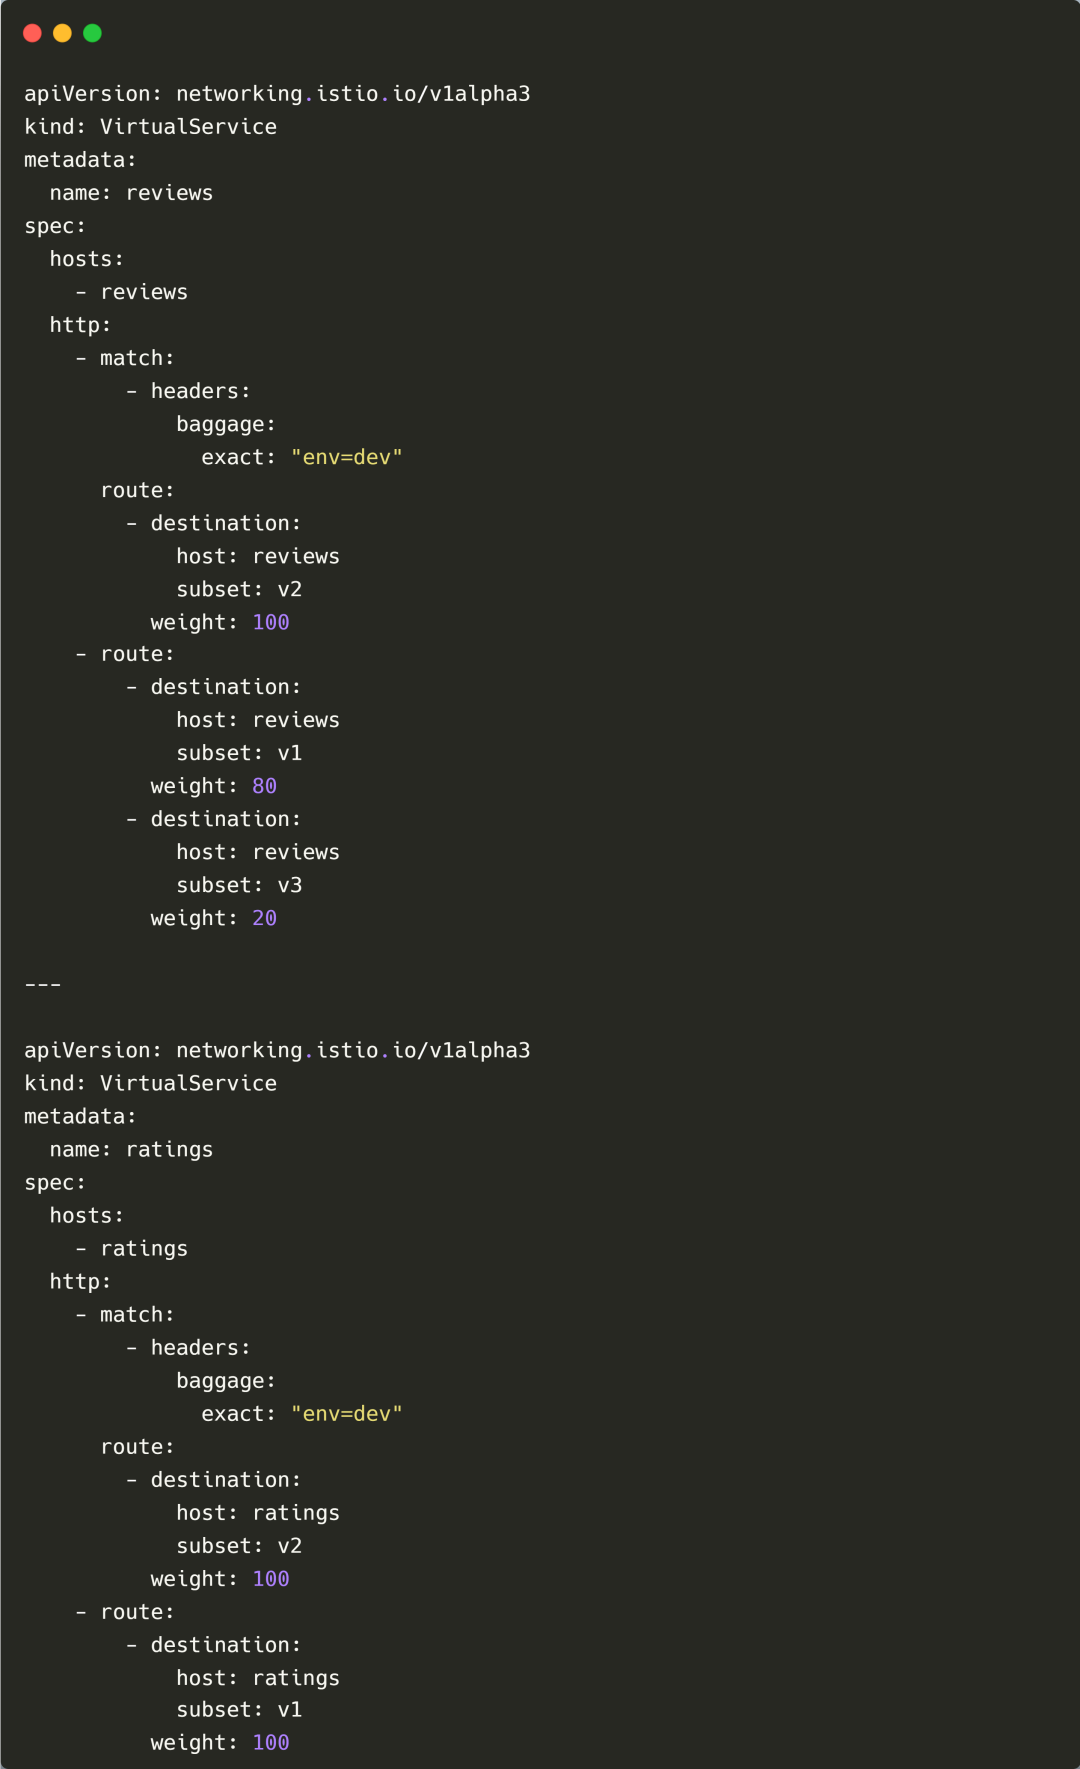 apiVersion: networking.istio.io/v1alpha3
kind: VirtualService
metadata:
  name: reviews
spec:
  hosts:
    - reviews
  http:
    - match:
        - headers:
            baggage:
              exact: "env=dev"
      route:
        - destination:
            host: reviews
            subset: v2
          weight: 100
    - route:
        - destination:
            host: reviews
            subset: v1
          weight: 80
        - destination:
            host: reviews
            subset: v3
          weight: 20

---

apiVersion: networking.istio.io/v1alpha3
kind: VirtualService
metadata:
  name: ratings
spec:
  hosts:
    - ratings
  http:
    - match:
        - headers:
            baggage:
              exact: "env=dev"
      route:
        - destination:
            host: ratings
            subset: v2
          weight: 100
    - route:
        - destination:
            host: ratings
            subset: v1
          weight: 100